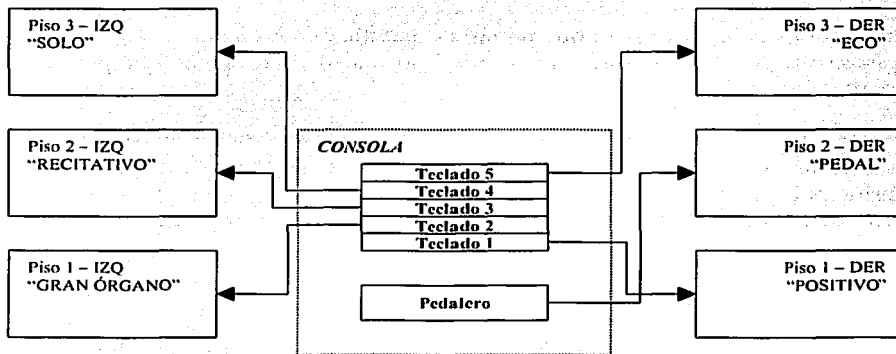 Piso 3 – IZQ
“SOLO”
Piso 3 – DER
“ECO”
Piso 2 – IZQ
“RECITATIVO”
CONSOLA
Teclado 5
Teclado 4
Teclado 3
Teclado 2
Teclado 1
Pedalero
Piso 2 – DER
“PEDAL”
Piso 1 – IZQ
“GRAN ÓRGANO”
Piso 1 – DER
“POSITIVO”